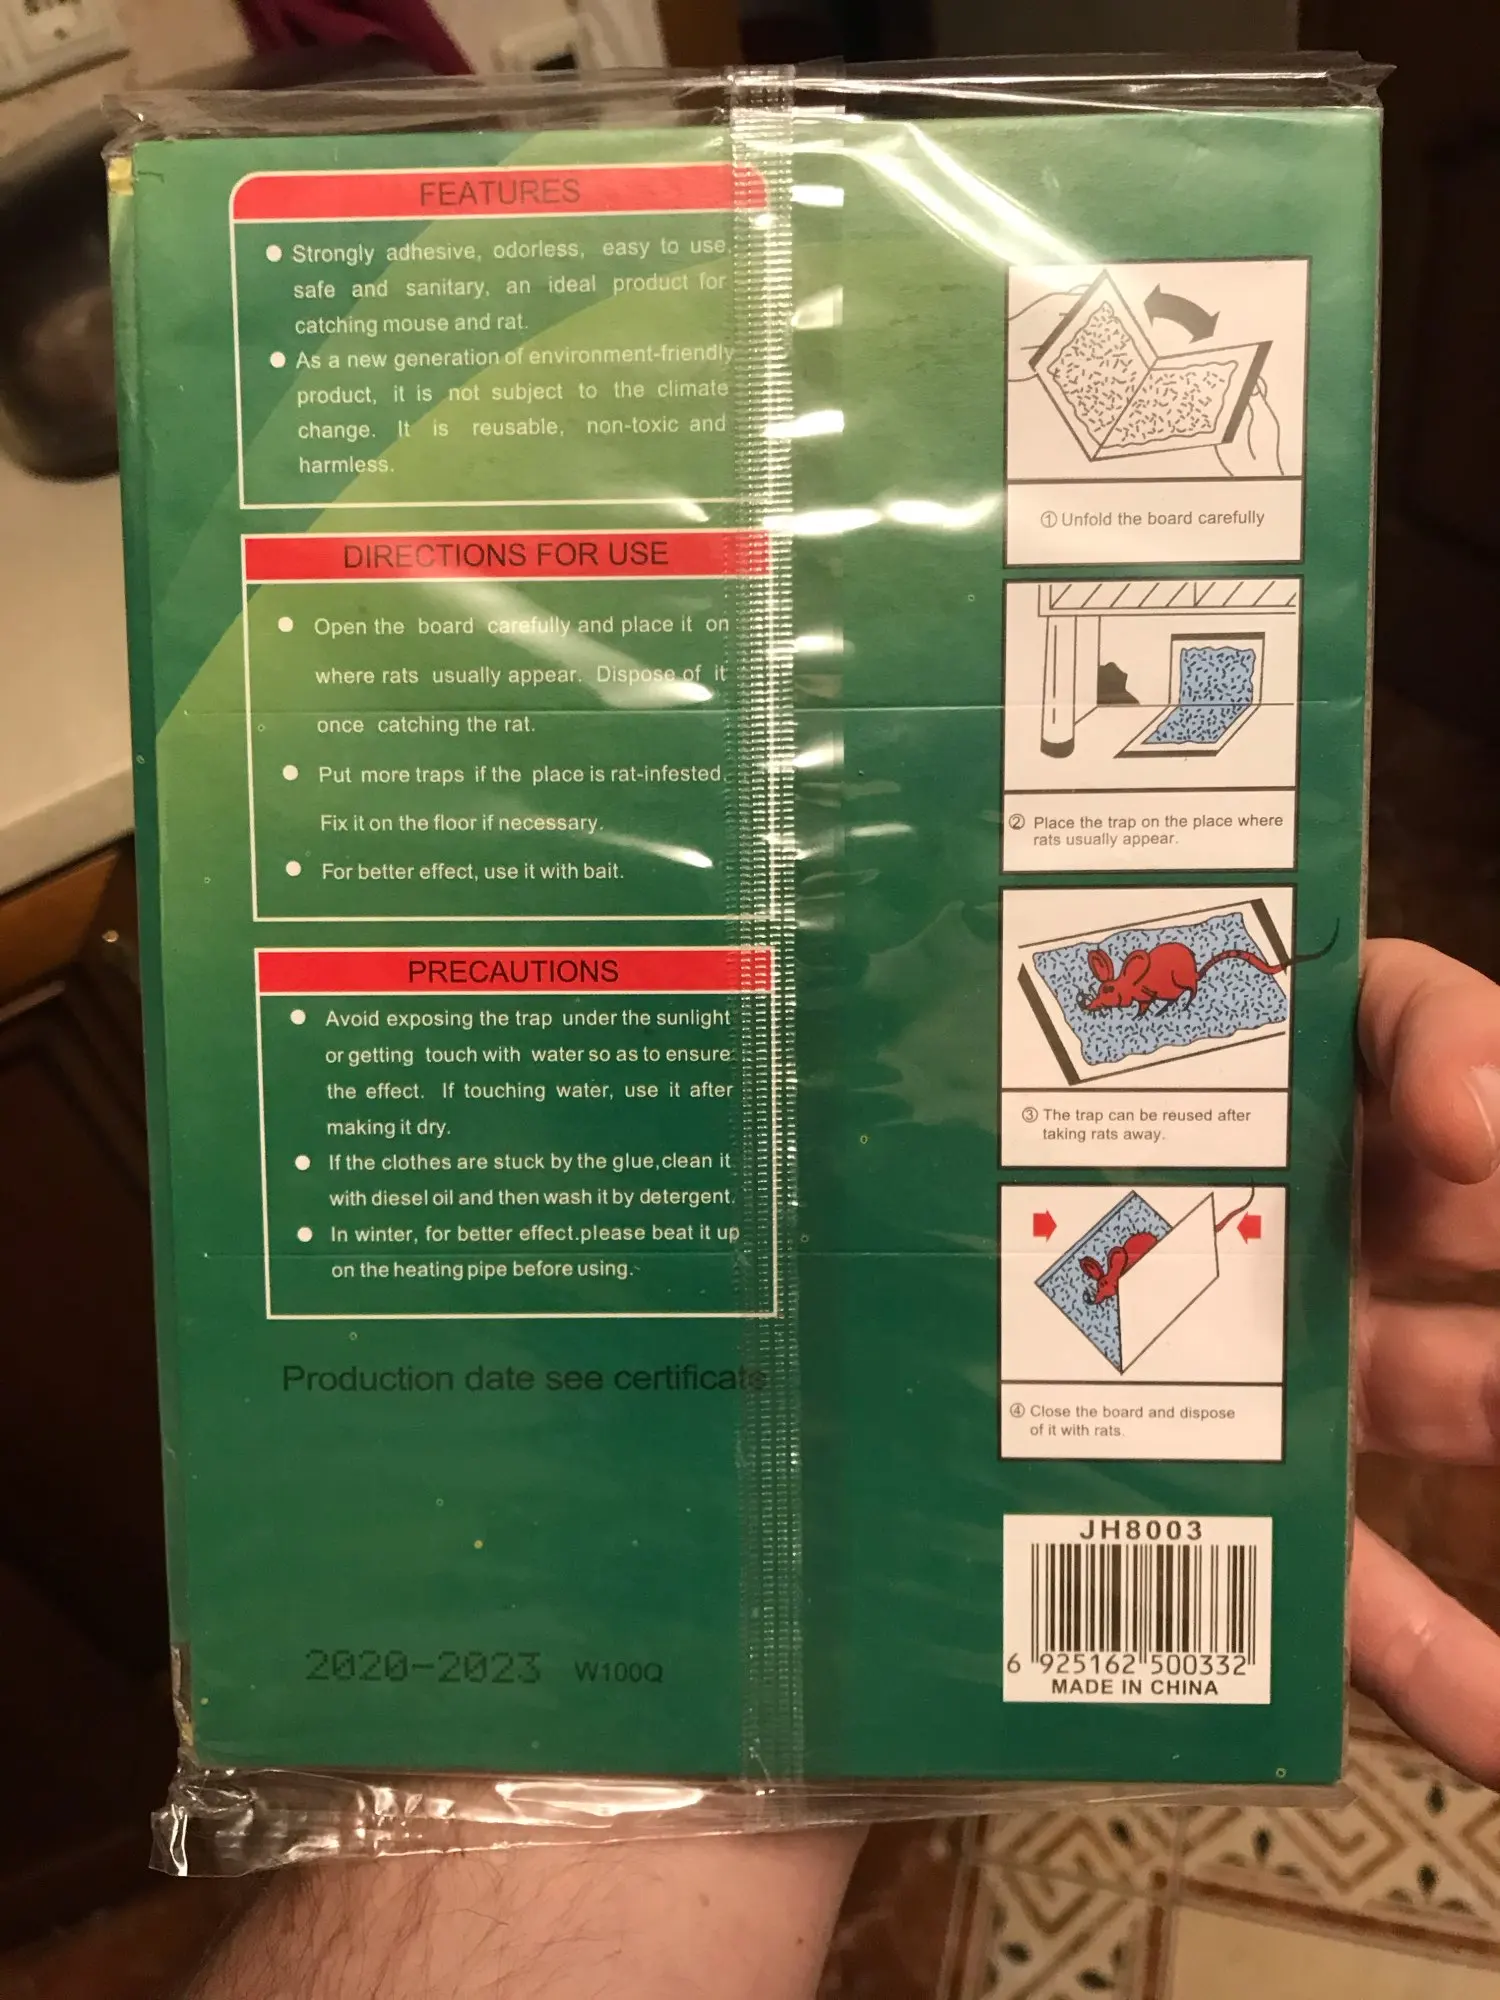 FEATURES
● Strongly adhesive, odorless, easy to use,
safe and sanitary, an ideal product for
catching mouse and rat.
● As a new generation of environment-friendly
product, it is not subject to the climate
change. It is reusable, non-toxic and
harmless.
DIRECTIONS FOR USE
● Open the board carefully and place it on
where rats usually appear. Dispose of it
once catching the rat.
● Put more traps if the place is rat-infested.
Fix it on the floor if necessary.
● For better effect, use it with bait.
PRECAUTIONS
● Avoid exposing the trap under the sunlight
or getting touch with water so as to ensure
the effect. If touching water, use it after
making it dry.
● If the clothes are stuck by the glue,clean it
with diesel oil and then wash it by detergent.
● In winter, for better effect.please beat it up
on the heating pipe before using.
Production date see certificate
2020-2023 W100Q
① Unfold the board carefully
② Place the trap on the place where
rats usually appear.
③ The trap can be reused after
taking rats away.
④ Close the board and dispose
of it with rats.
JH8003
6 925162 500332
MADE IN CHINA